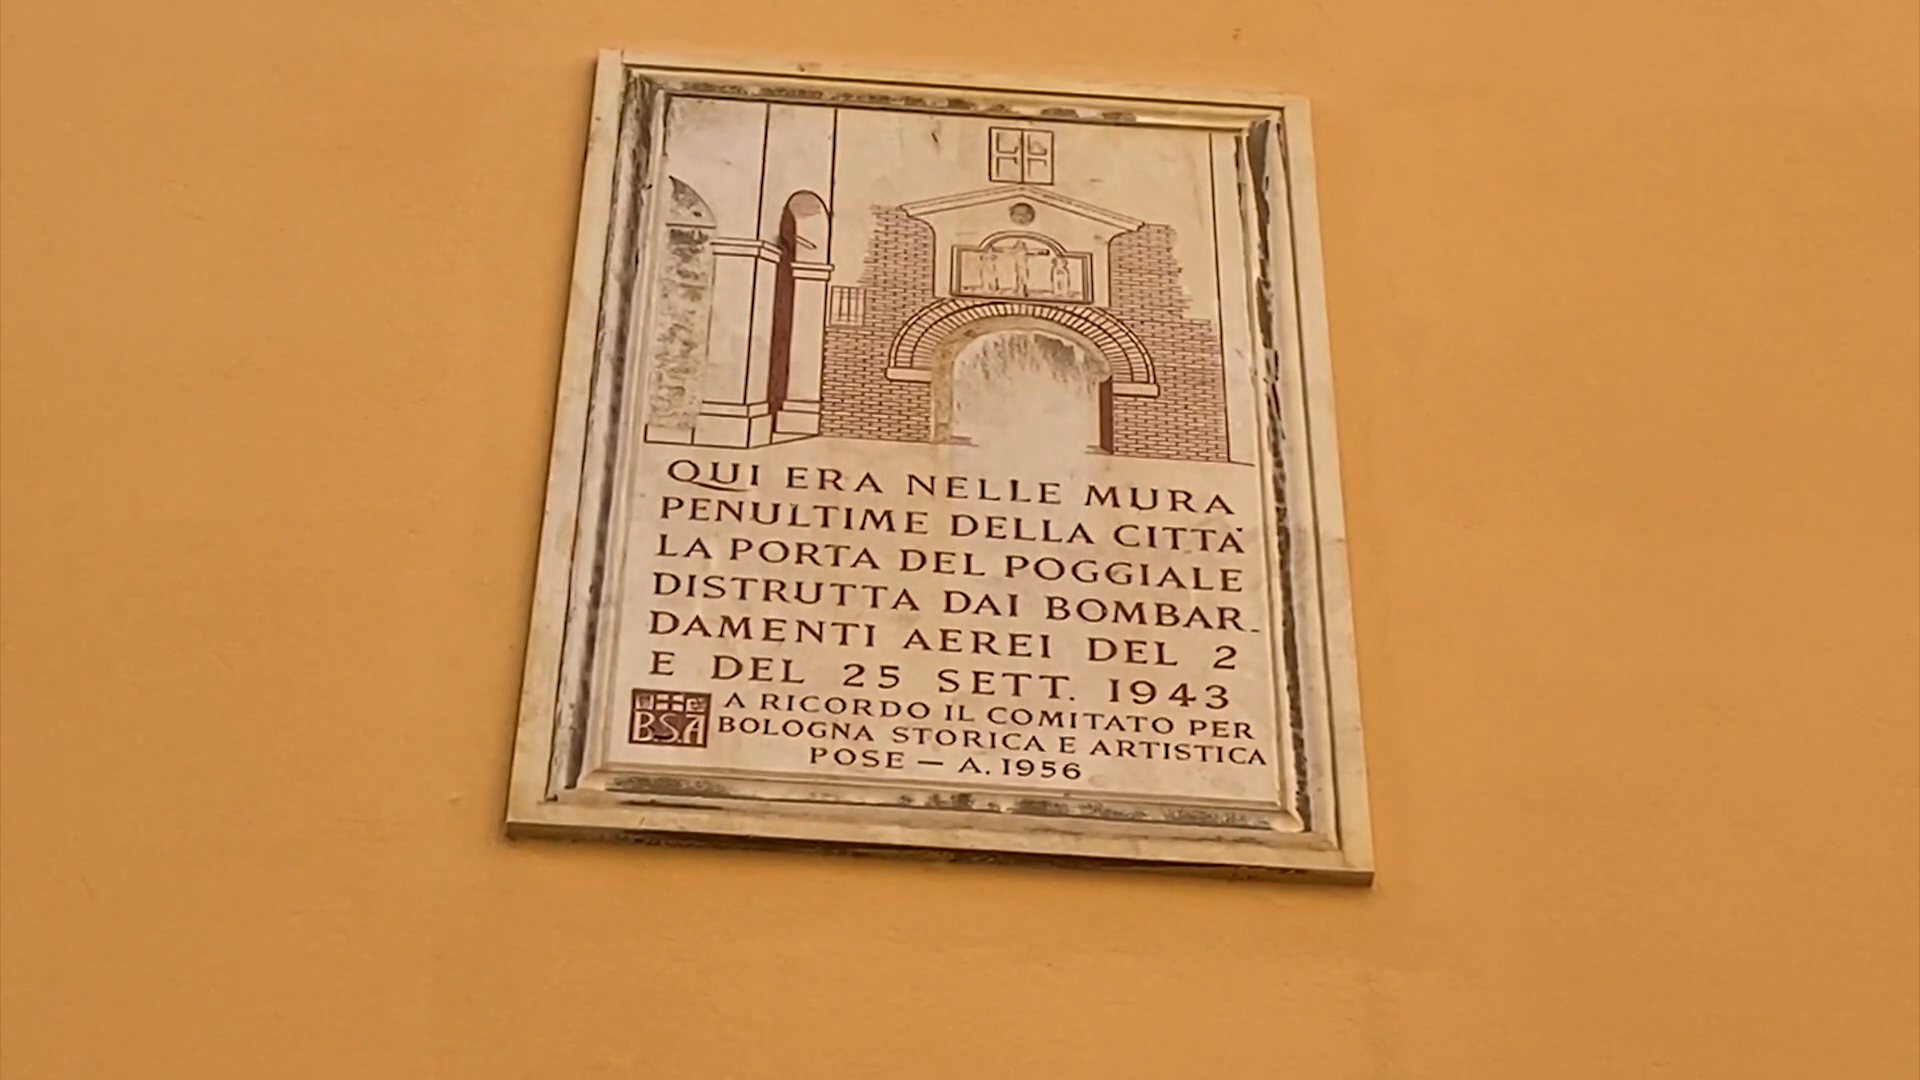 QUI ERA NELLE MURA
PENULTIME DELLA CITTÀ
LA PORTA DEL POGGIALE
DISTRUTTA DAI BOMBAR-
DAMENTI AEREI DEL 2
E DEL 25 SETT. 1943
B.S.A
A RICORDO IL COMITATO PER
BOLOGNA STORICA E ARTISTICA
POSE — A. 1956